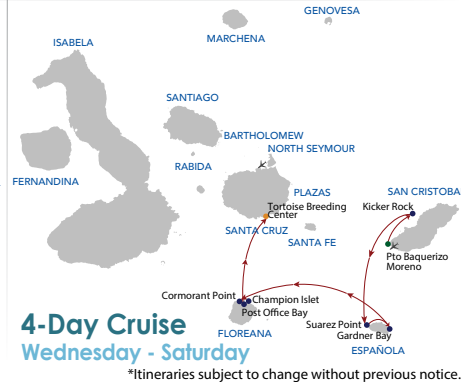 GENOVESA
MARCHENA
ISABELA
SANTIAGO
BARTHOLOMEW
NORTH SEYMOUR
RABIDA
FERNANDINA
PLAZAS
SAN CRISTOBA
Tortoise Breeding
Center
Kicker Rock
SANTA CRUZ
SANTA FE
Pto Baquerizo
Moreno
Cormorant Point
Champion Islet
Post Office Bay
FLOREANA
Suarez Point
Gardner Bay
ESPAÑOLA
4-Day Cruise
Wednesday - Saturday
*Itineraries subject to change without previous notice.